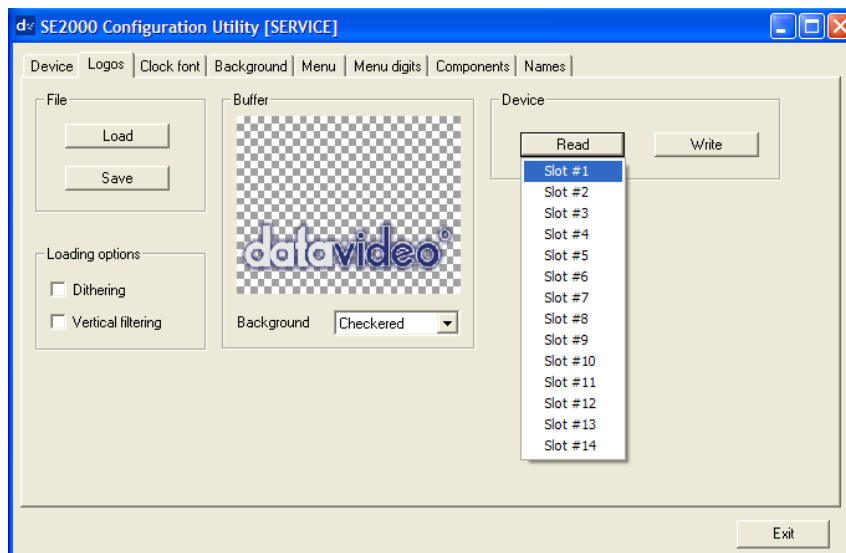 SE2000 Configuration Utility [SERVICE]
Device Logos Clock font Background Menu Menu digits Components Names
File
Load
Save
Loading options
Dithering
Vertical filtering
Buffer
datavideo®
Background Checkered
Device
Read Write
Slot #1
Slot #2
Slot #3
Slot #4
Slot #5
Slot #6
Slot #7
Slot #8
Slot #9
Slot #10
Slot #11
Slot #12
Slot #13
Slot #14
Exit